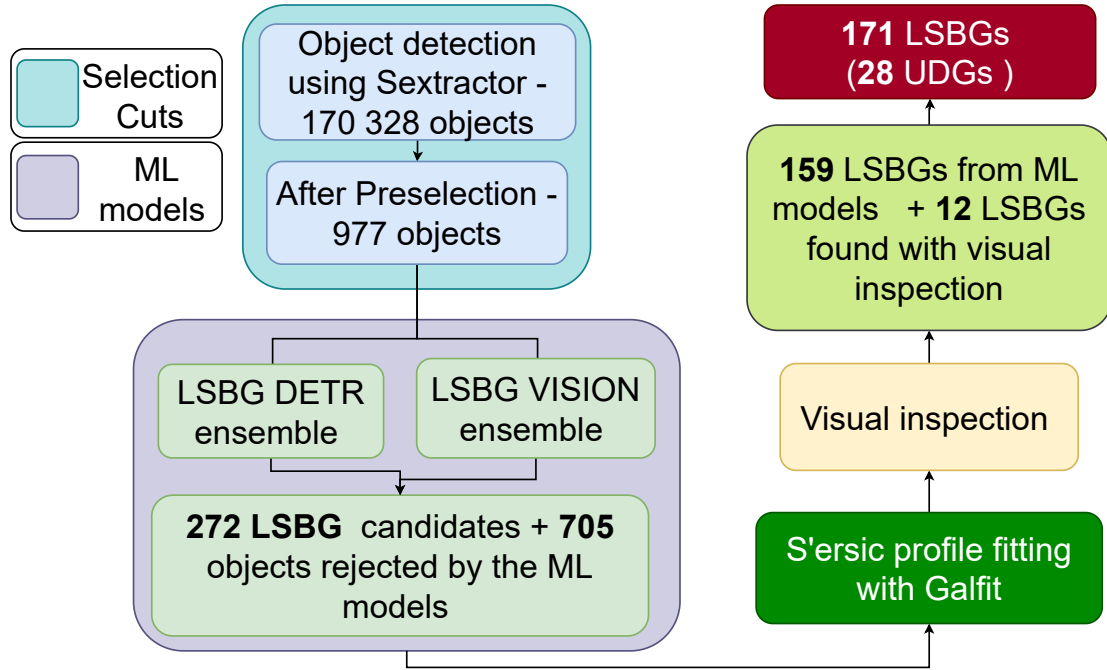 Selection
Cuts
ML
models
Object detection
using Sextractor -
170 328 objects
After Preselection -
977 objects
LSBG DETR
ensemble
LSBG VISION
ensemble
272 LSBG candidates + 705
objects rejected by the ML
models
S'ersic profile fitting
with Galfit
Visual inspection
159 LSBGs from ML
models + 12 LSBGs
found with visual
inspection
171 LSBGs
(28 UDGs )